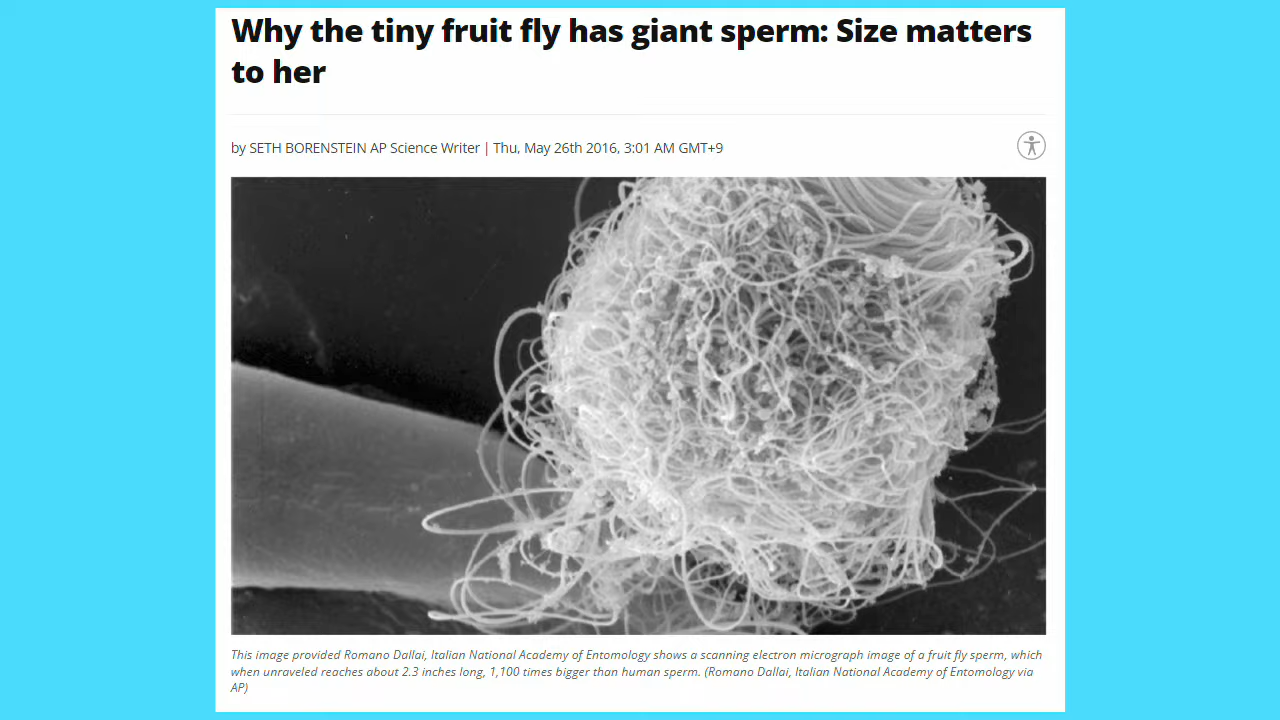 Why the tiny fruit fly has giant sperm: Size matters
to her
by SETH BORENSTEIN AP Science Writer | Thu, May 26th 2016, 3:01 AM GMT+9
This image provided Romano Dallai, Italian National Academy of Entomology shows a scanning electron micrograph image of a fruit fly sperm, which
when unraveled reaches about 2.3 inches long, 1,100 times bigger than human sperm. (Romano Dallai, Italian National Academy of Entomology via
AP)